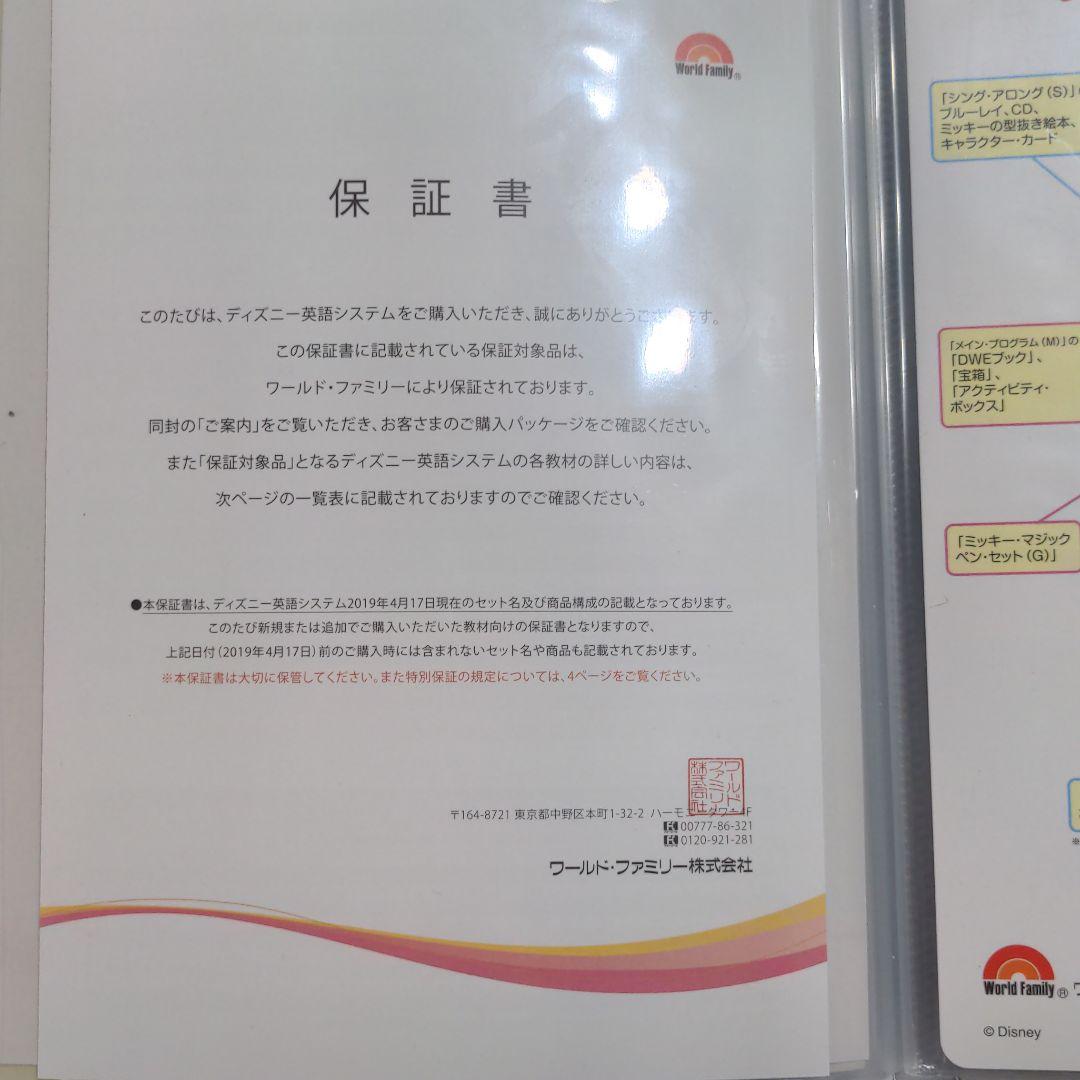 World Family®
保 証 書
このたびは、ディズニー英語システムをご購入いただき、誠にありがとうございます。
この保証書に記載されている保証対象品は、
ワールド・ファミリーにより保証されております。
同封の「ご案内」をご覧いただき、お客さまのご購入パッケージをご確認ください。
また「保証対象品」となるディズニー英語システムの各教材の詳しい内容は、
次ページの一覧表に記載されておりますのでご確認ください。
●本保証書は、ディズニー英語システム2019年4月17日現在のセット名及び商品構成の記載となっております。
このたび新規または追加でご購入いただいた教材向けの保証書となりますので、
上記日付(2019年4月17日)前のご購入時には含まれないセット名や商品も記載されております。
※本保証書は大切に保管してください。また特別保証の規定については、4ページをご覧ください。
ワールド
ファミリー
株式会社
〒164-8721 東京都中野区本町1-32-2 ハーモニータワー
00777-86-321
0120-921-281
ワールド・ファミリー株式会社
「シング・アロング(S)」
ブルーレイ、CD、
ミッキーの型抜き絵本、
キャラクター・カード
「メイン・プログラム(M)」の
「DWEブック」、
「宝箱」、
「アクティビティ・
ボックス」
「ミッキー・マジック
ペン・セット(G)」
※
World Family®
© Disney